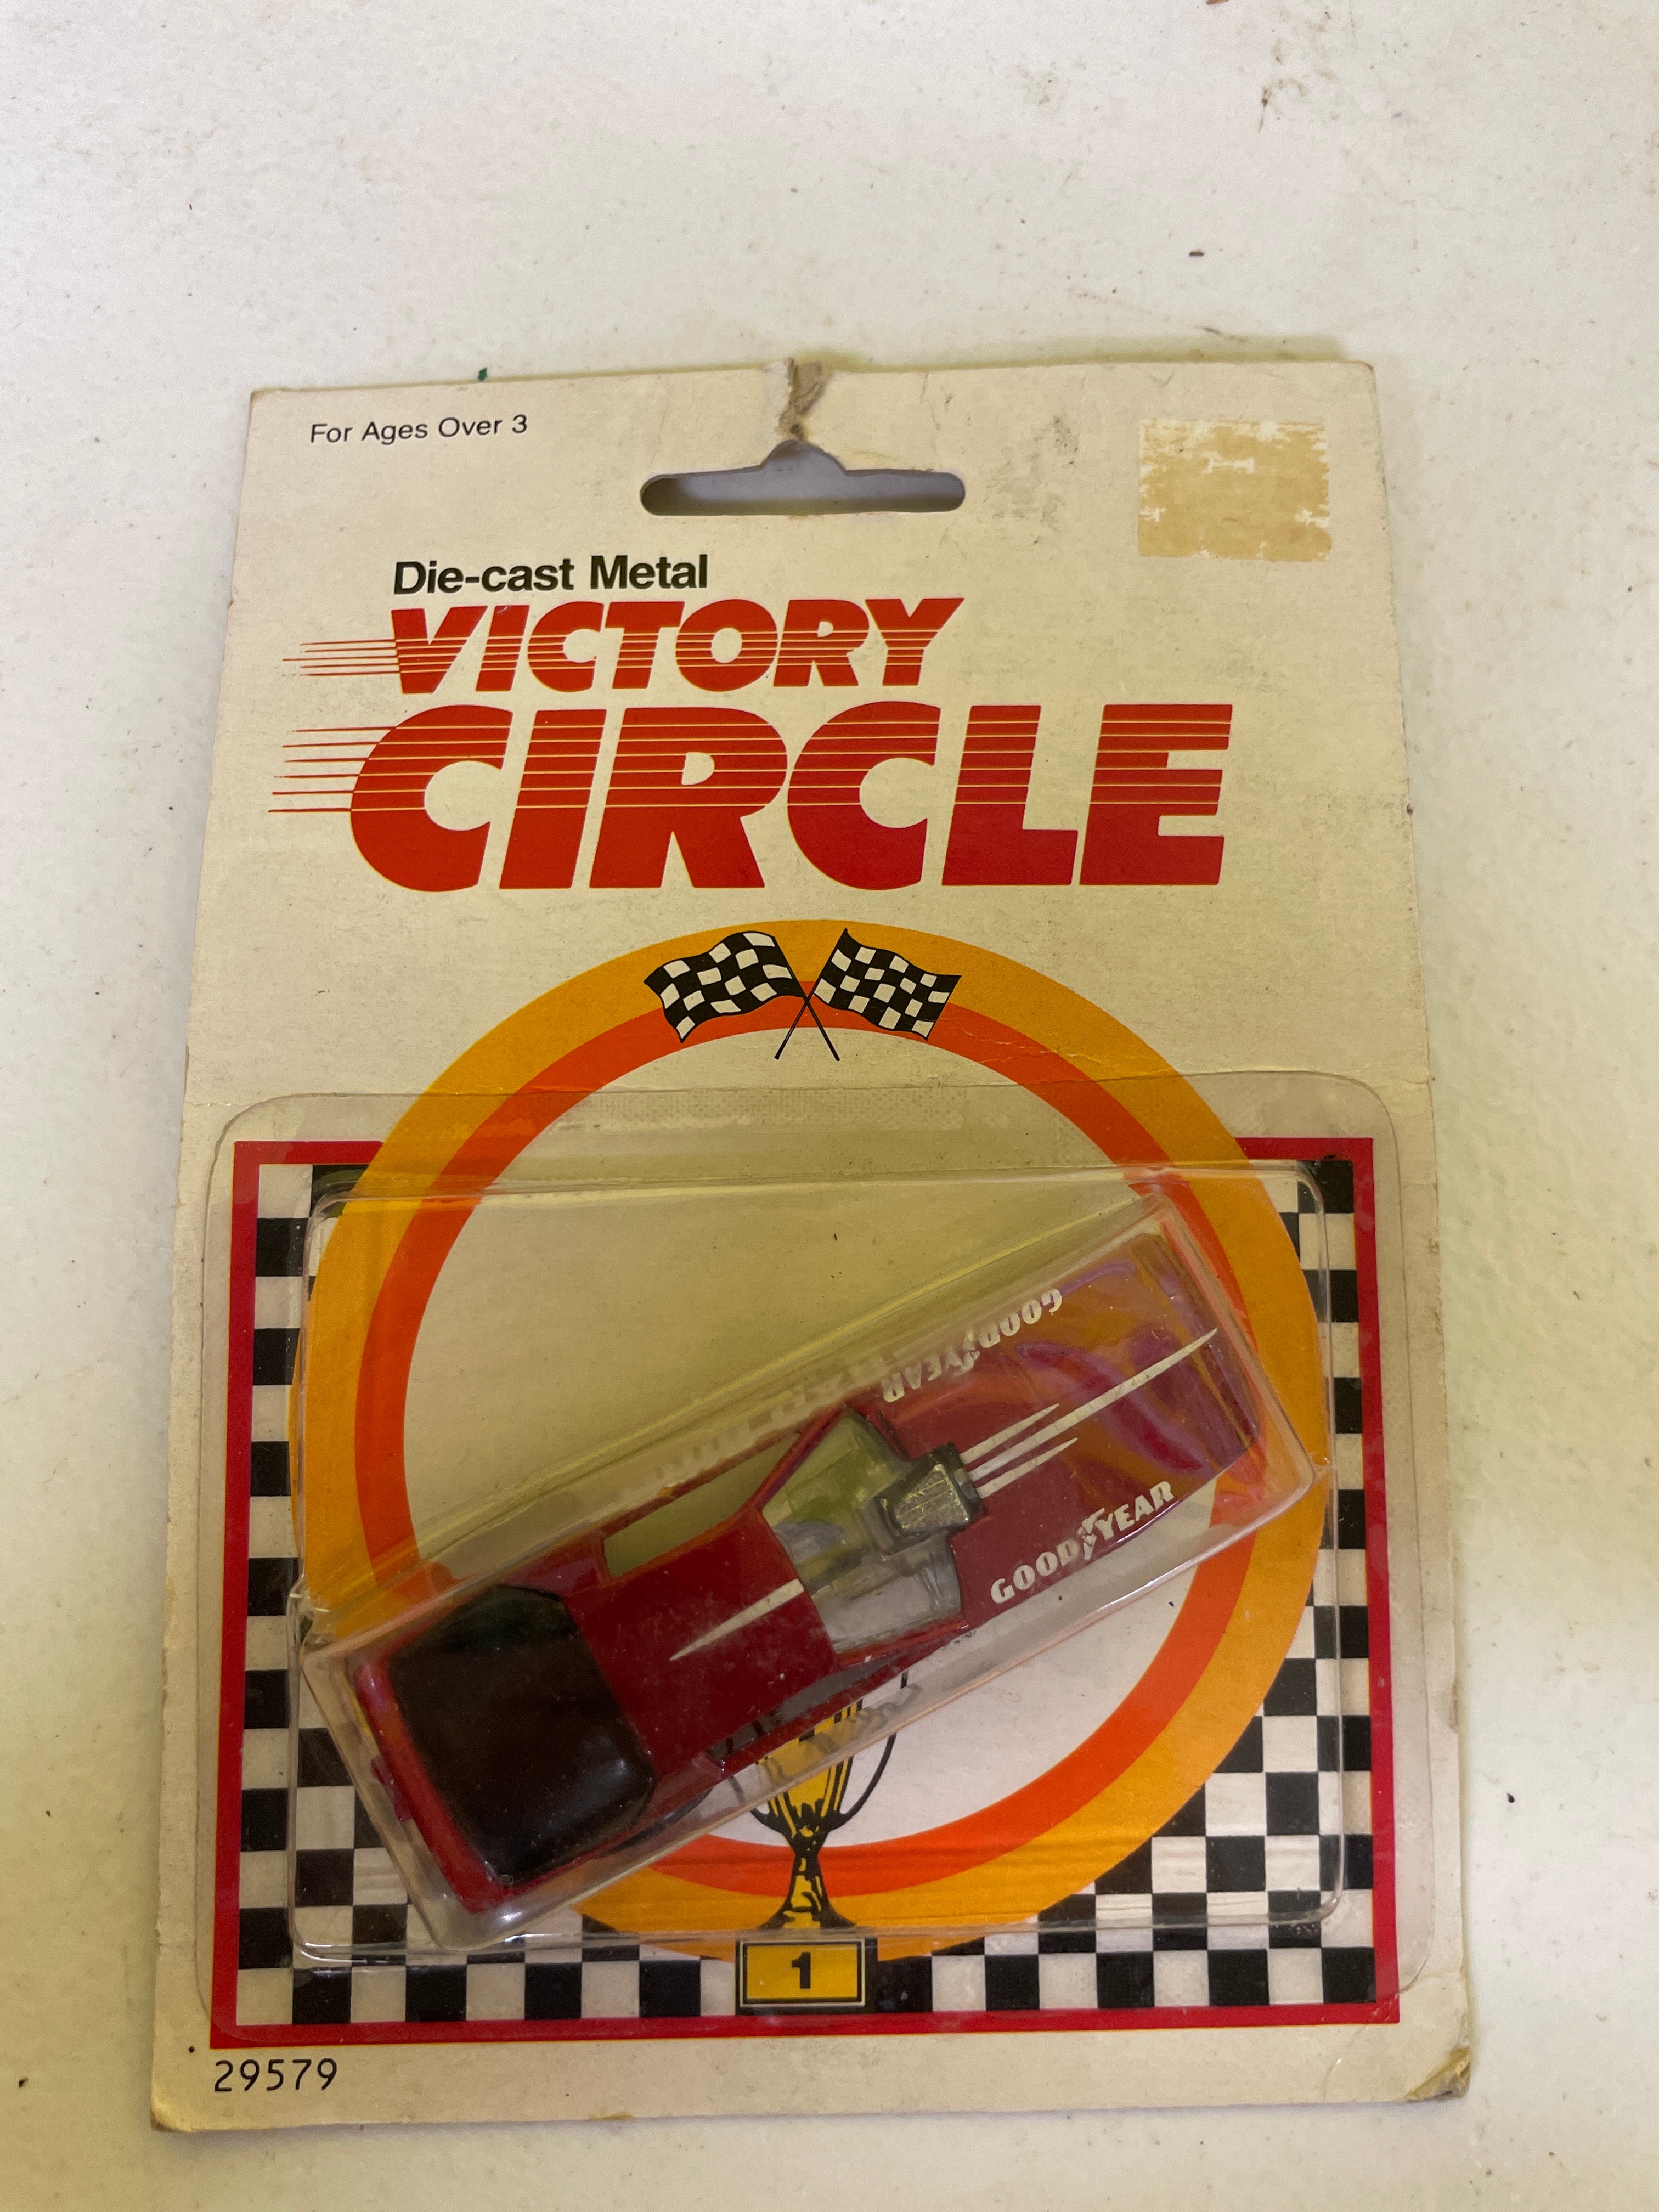 For Ages Over 3
Die-cast Metal
VICTORY
CIRCLE
GOODYEAR
GOODYEAR
1
29579